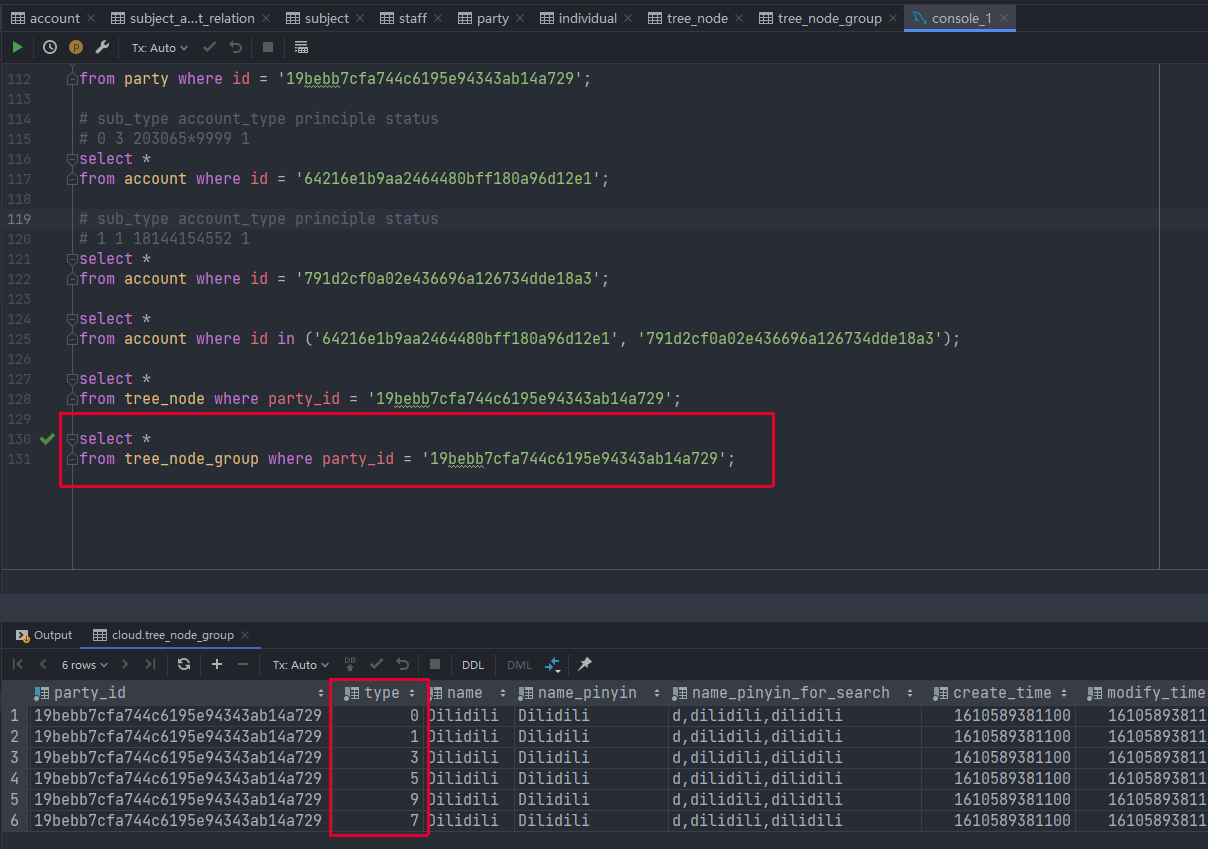 account subject_a...t_relation subject staff party individual tree_node tree_node_group console_1
Tx: Auto
112 from party where id = '19bebb7cfa744c6195e94343ab14a729';
113
114 # sub_type account_type principle status
115 # 0 3 203065*9999 1
116 select *
117 from account where id = '64216e1b9aa2464480bff180a96d12e1';
118
119 # sub_type account_type principle status
120 # 1 1 18144154552 1
121 select *
122 from account where id = '791d2cf0a02e436696a126734dde18a3';
123
124 select *
125 from account where id in ('64216e1b9aa2464480bff180a96d12e1', '791d2cf0a02e436696a126734dde18a3');
126
127 select *
128 from tree_node where party_id = '19bebb7cfa744c6195e94343ab14a729';
129
130 select *
131 from tree_node_group where party_id = '19bebb7cfa744c6195e94343ab14a729';
Output cloud.tree_node_group
6 rows Tx: Auto DB DDL DML
party_id type name name_pinyin name_pinyin_for_search create_time modify_time
1 19bebb7cfa744c6195e94343ab14a729 0 Dilidili Dilidili d,dilidili,dilidili 1610589381100 16105893811
2 19bebb7cfa744c6195e94343ab14a729 1 Dilidili Dilidili d,dilidili,dilidili 1610589381100 16105893811
3 19bebb7cfa744c6195e94343ab14a729 3 Dilidili Dilidili d,dilidili,dilidili 1610589381100 16105893811
4 19bebb7cfa744c6195e94343ab14a729 5 Dilidili Dilidili d,dilidili,dilidili 1610589381100 16105893811
5 19bebb7cfa744c6195e94343ab14a729 9 Dilidili Dilidili d,dilidili,dilidili 1610589381100 16105893811
6 19bebb7cfa744c6195e94343ab14a729 7 Dilidili Dilidili d,dilidili,dilidili 1610589381100 16105893811